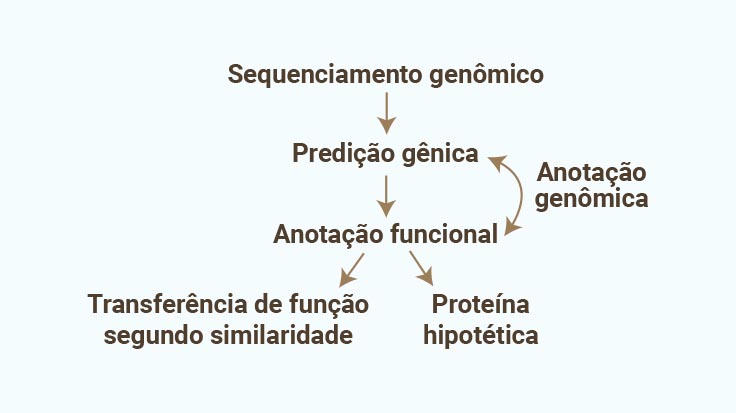 Sequenciamento genômico
Predição gênica
Anotação
genômica
Anotação funcional
Transferência de função
segundo similaridade
Proteína
hipotética